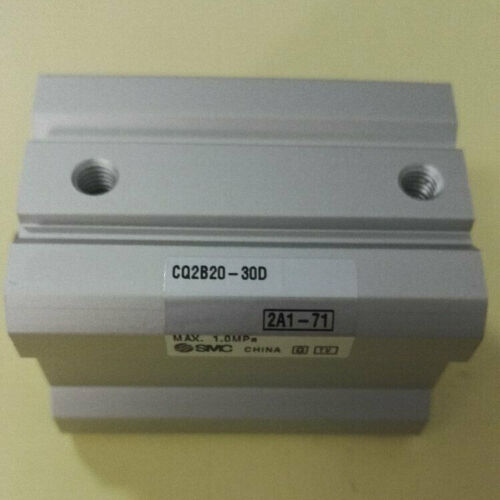 CQ2B20-30D
2A1-71
MAX. 1.0MPa
SMC CHINA